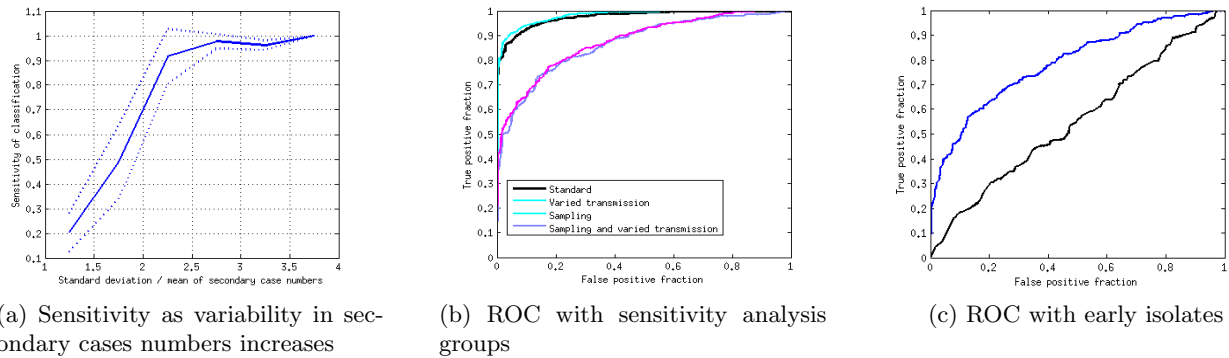 1.1
1
0.9
0.8
0.7
0.6
0.5
0.4
0.3
0.2
0.1
Sensitivity of classification
1 1.5 2 2.5 3 3.5 4
Standard deviation / mean of secondary case numbers
(a) Sensitivity as variability in sec-
ondary cases numbers increases
1
0.9
0.8
0.7
0.6
0.5
0.4
0.3
0.2
0.1
0
True positive fraction
Standard
Varied transmission
Sampling
Sampling and varied transmission
0 0.2 0.4 0.6 0.8 1
False positive fraction
(b) ROC with sensitivity analysis
groups
1
0.9
0.8
0.7
0.6
0.5
0.4
0.3
0.2
0.1
0
True positive fraction
0 0.2 0.4 0.6 0.8 1
False positive fraction
(c) ROC with early isolates